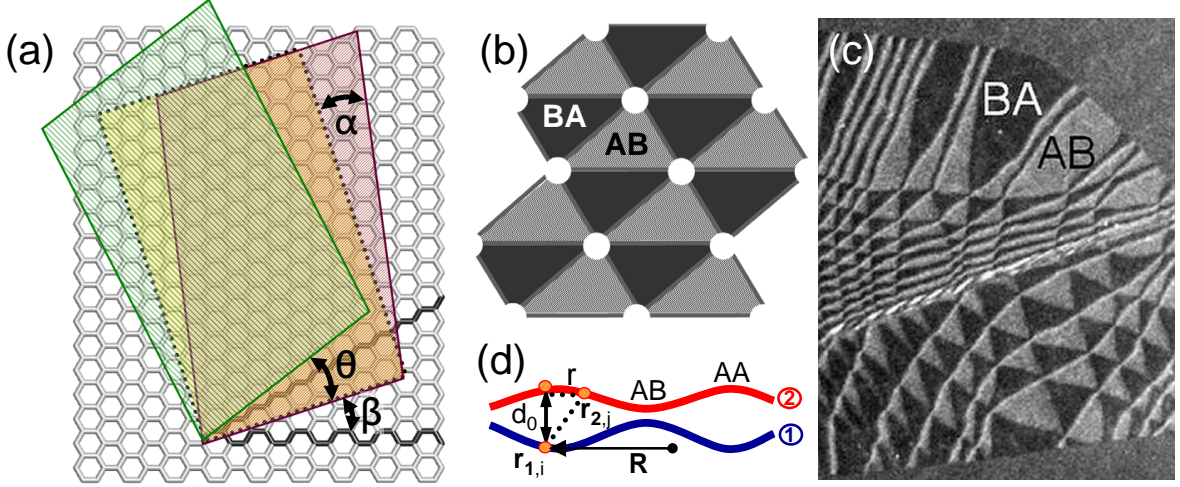 (a)
α
θ
β
(b)
BA
AB
(c)
BA
AB
(d)
r
AB
AA
②
d₀
r₂,ⱼ
①
r₁,ᵢ
R